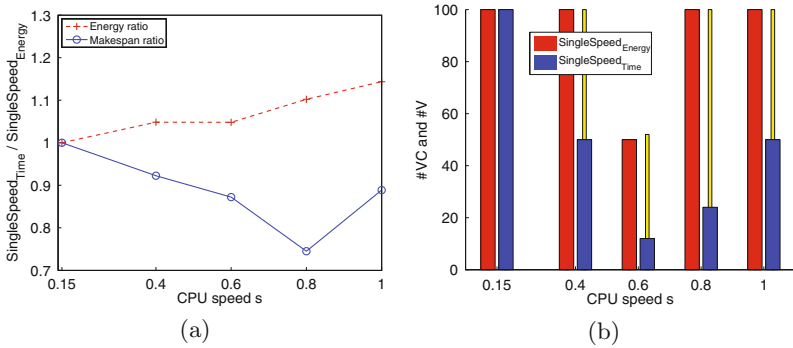 1.3
1.2
1.1
1
0.9
0.8
0.7
0.15
0.4
0.6
0.8
1
CPU speed s
SingleSpeed_Time / SingleSpeed_Energy
Energy ratio
Makespan ratio
(a)
100
80
60
40
20
0
0.15
0.4
0.6
0.8
1
CPU speed s
#VC and #V
SingleSpeed_Energy
SingleSpeed_Time
(b)